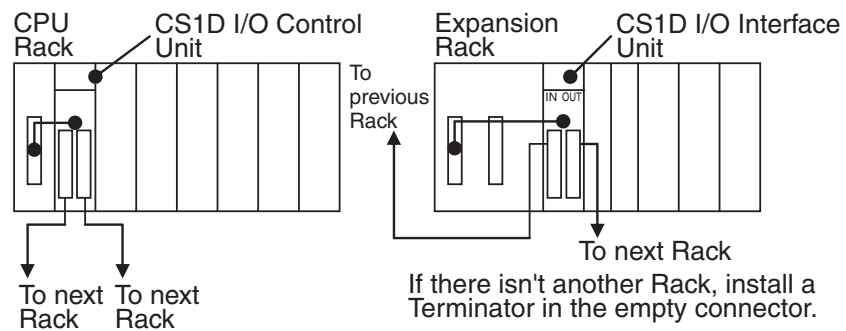 CPU
Rack
CS1D I/O Control
Unit
To next
Rack
To next
Rack
Expansion
Rack
CS1D I/O Interface
Unit
To
previous
Rack
IN OUT
To next Rack
If there isn't another Rack, install a
Terminator in the empty connector.